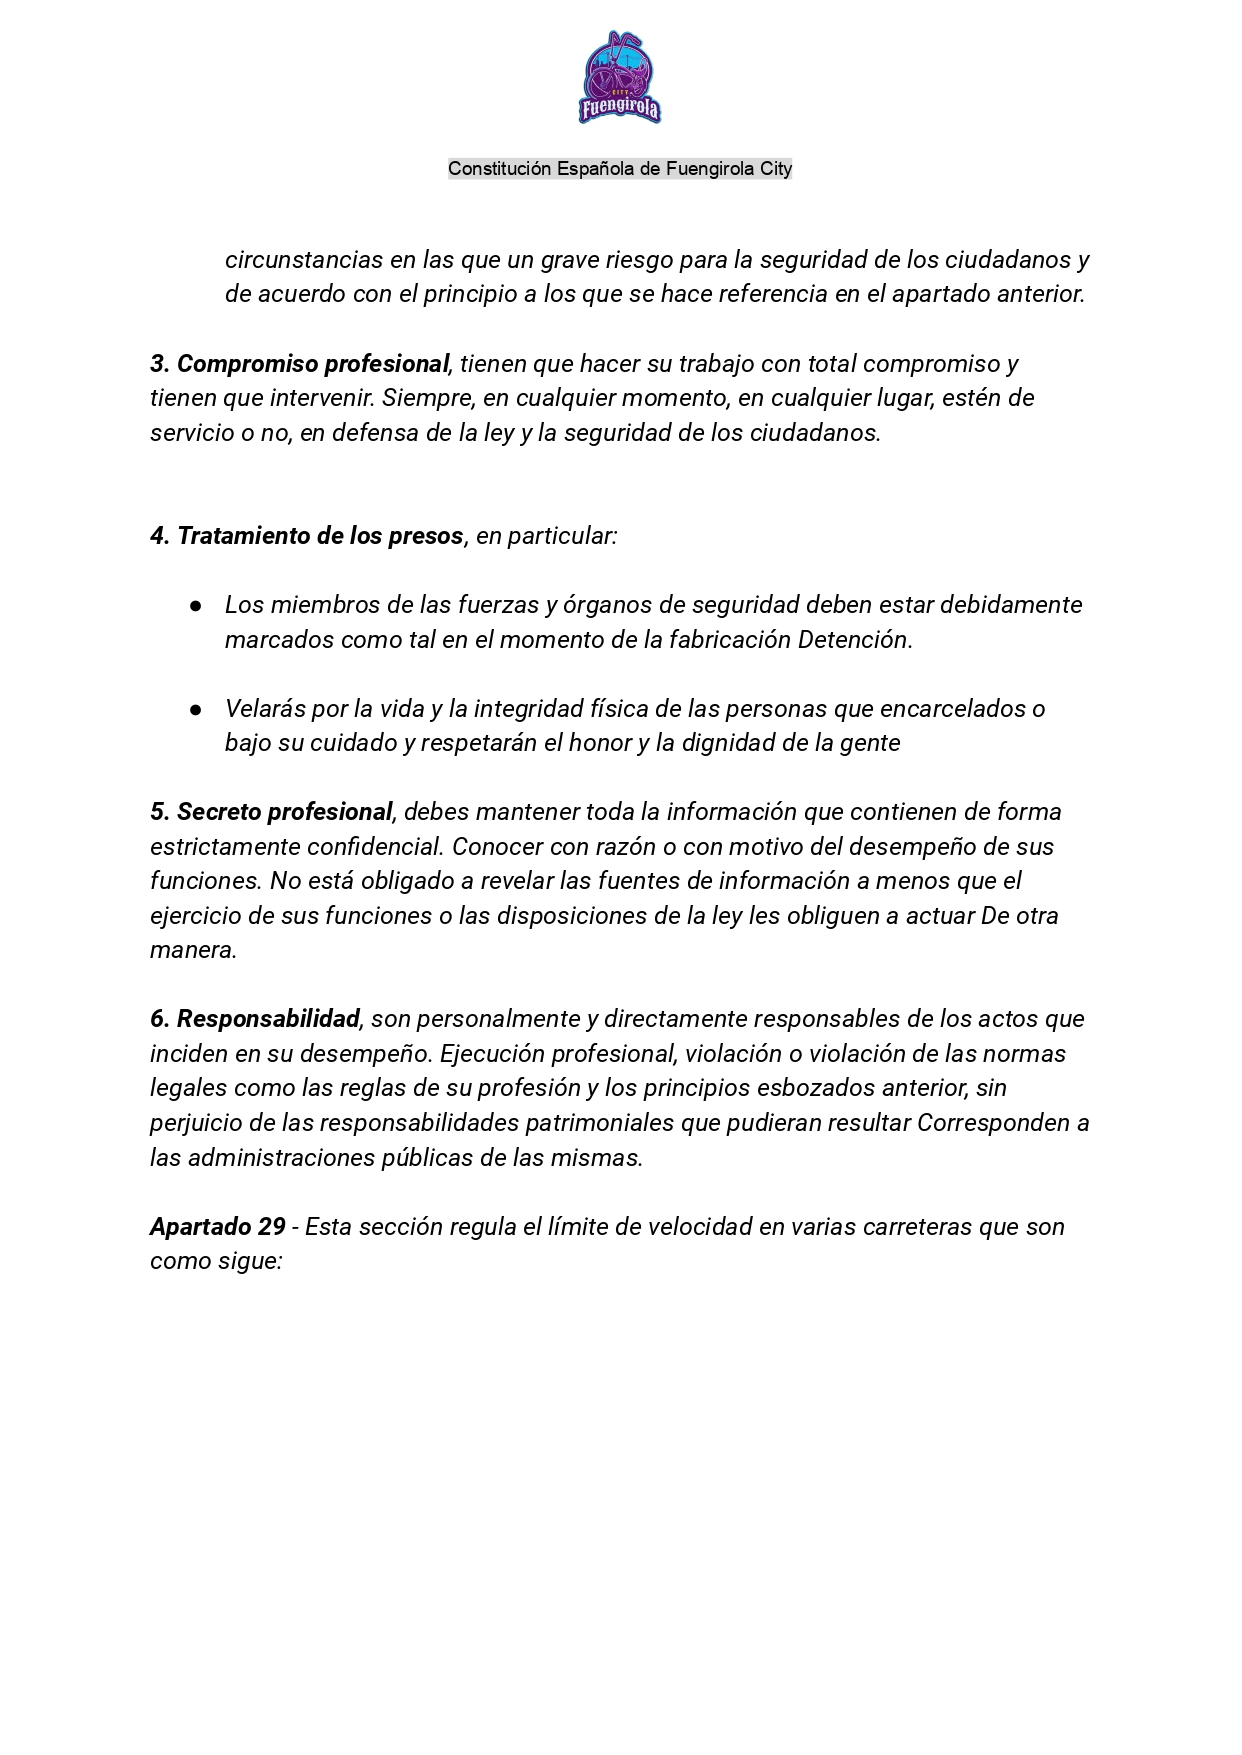 CITY
Fuengirola
Constitución Española de Fuengirola City
circunstancias en las que un grave riesgo para la seguridad de los ciudadanos y
de acuerdo con el principio a los que se hace referencia en el apartado anterior.
3. Compromiso profesional, tienen que hacer su trabajo con total compromiso y
tienen que intervenir. Siempre, en cualquier momento, en cualquier lugar, estén de
servicio o no, en defensa de la ley y la seguridad de los ciudadanos.
4. Tratamiento de los presos, en particular:
● Los miembros de las fuerzas y órganos de seguridad deben estar debidamente
marcados como tal en el momento de la fabricación Detención.
● Velarás por la vida y la integridad física de las personas que encarcelados o
bajo su cuidado y respetarán el honor y la dignidad de la gente
5. Secreto profesional, debes mantener toda la información que contienen de forma
estrictamente confidencial. Conocer con razón o con motivo del desempeño de sus
funciones. No está obligado a revelar las fuentes de información a menos que el
ejercicio de sus funciones o las disposiciones de la ley les obliguen a actuar De otra
manera.
6. Responsabilidad, son personalmente y directamente responsables de los actos que
inciden en su desempeño. Ejecución profesional, violación o violación de las normas
legales como las reglas de su profesión y los principios esbozados anterior, sin
perjuicio de las responsabilidades patrimoniales que pudieran resultar Corresponden a
las administraciones públicas de las mismas.
Apartado 29 - Esta sección regula el límite de velocidad en varias carreteras que son
como sigue: